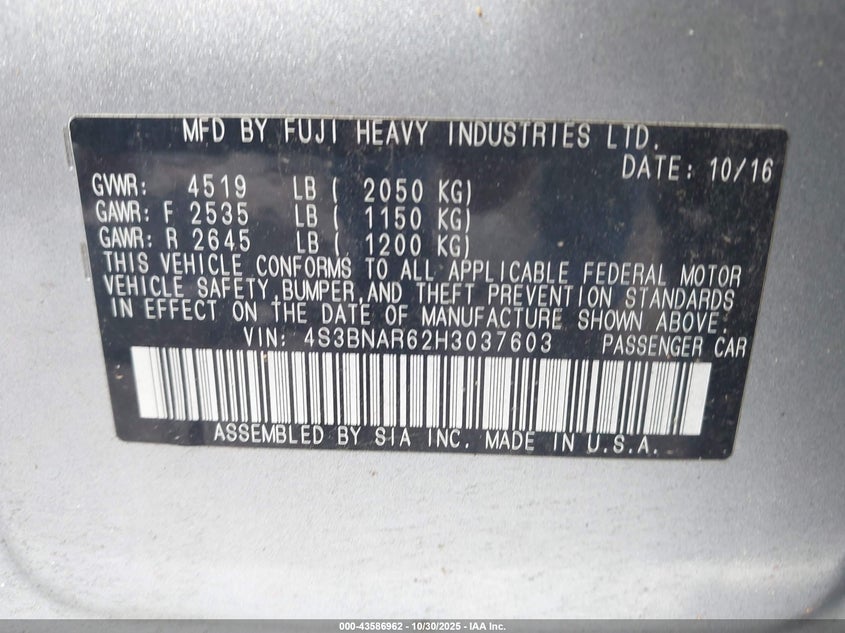 MFD BY FUJI HEAVY INDUSTRIES LTD.
DATE: 10/16
GVWR: 4519 LB ( 2050 KG)
GAWR: F 2535 LB ( 1150 KG)
GAWR: R 2645 LB ( 1200 KG)
THIS VEHICLE CONFORMS TO ALL APPLICABLE FEDERAL MOTOR
VEHICLE SAFETY,BUMPER,AND THEFT PREVENTION STANDARDS
IN EFFECT ON THE DATE OF MANUFACTURE SHOWN ABOVE.
VIN: 4S3BNAR62H3037603 PASSENGER CAR
ASSEMBLED BY SIA INC. MADE IN U.S.A.
000-43586962 | 10/30/2025 | IAA Inc.